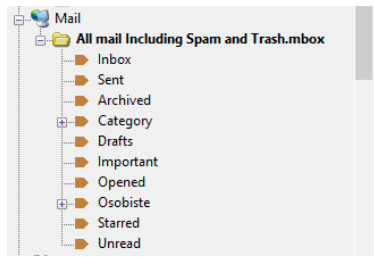 Mail
All mail Including Spam and Trash.mbox
Inbox
Sent
Archived
Category
Drafts
Important
Opened
Osobiste
Starred
Unread